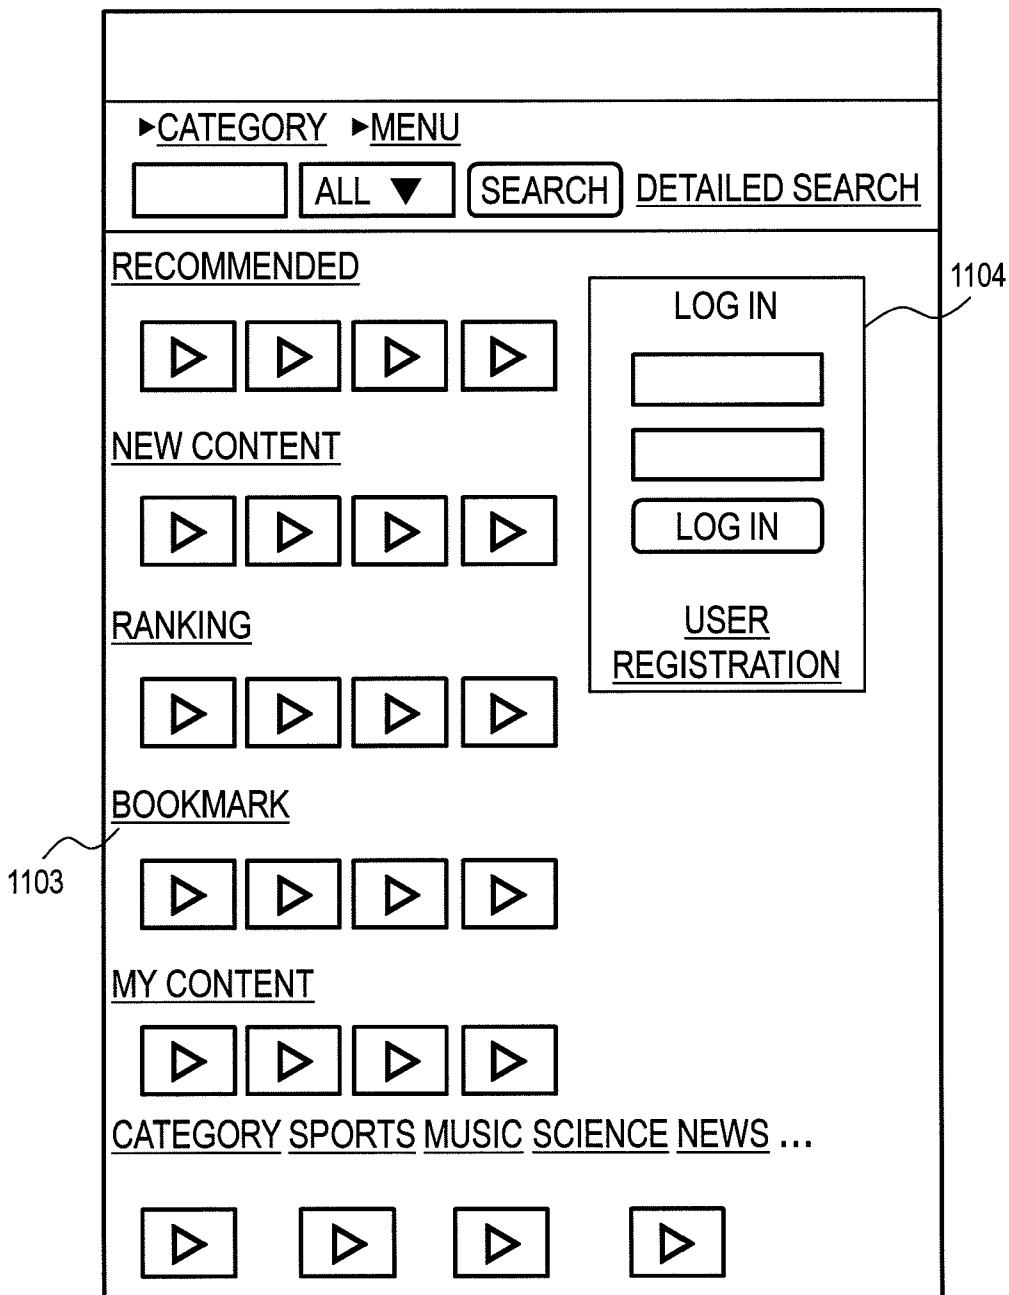 ▶CATEGORY ▶MENU
ALL ▼ SEARCH DETAILED SEARCH
RECOMMENDED
1104
LOG IN
NEW CONTENT
LOG IN
RANKING
USER
REGISTRATION
BOOKMARK
1103
MY CONTENT
CATEGORY SPORTS MUSIC SCIENCE NEWS ...